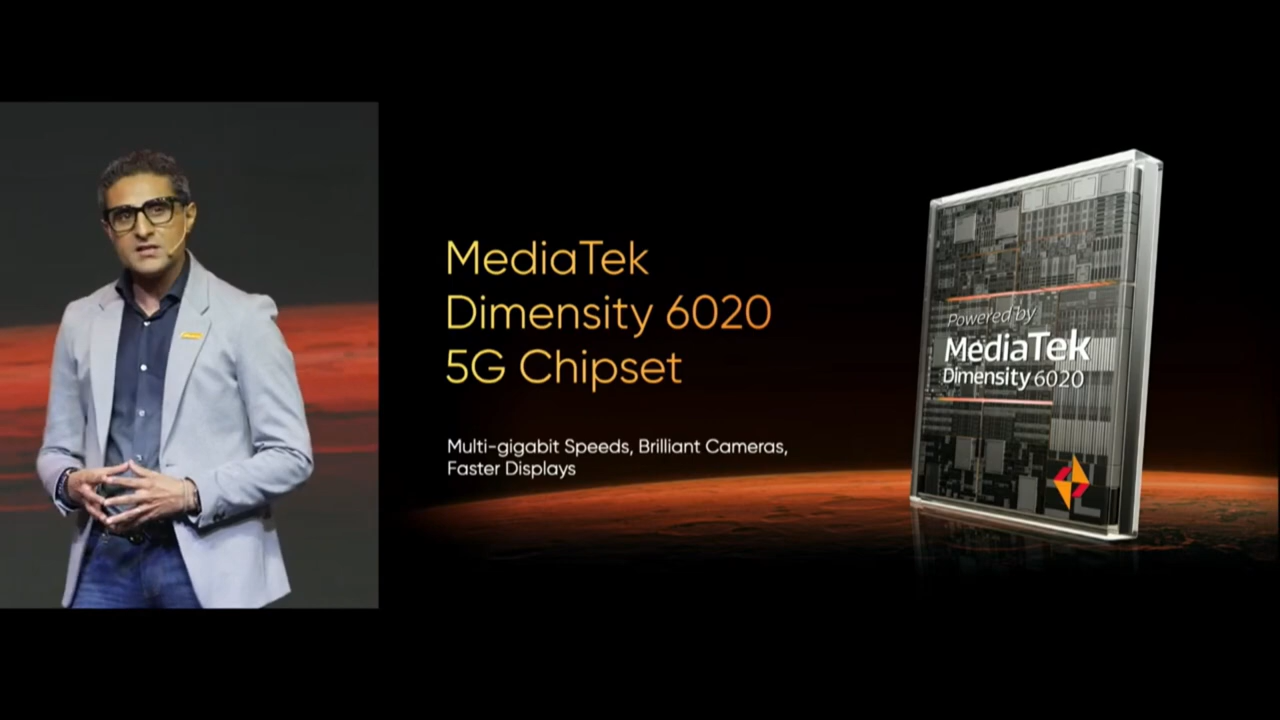 MediaTek
Dimensity 6020
5G Chipset
Multi-gigabit Speeds, Brilliant Cameras,
Faster Displays
Powered by
MediaTek
Dimensity 6020